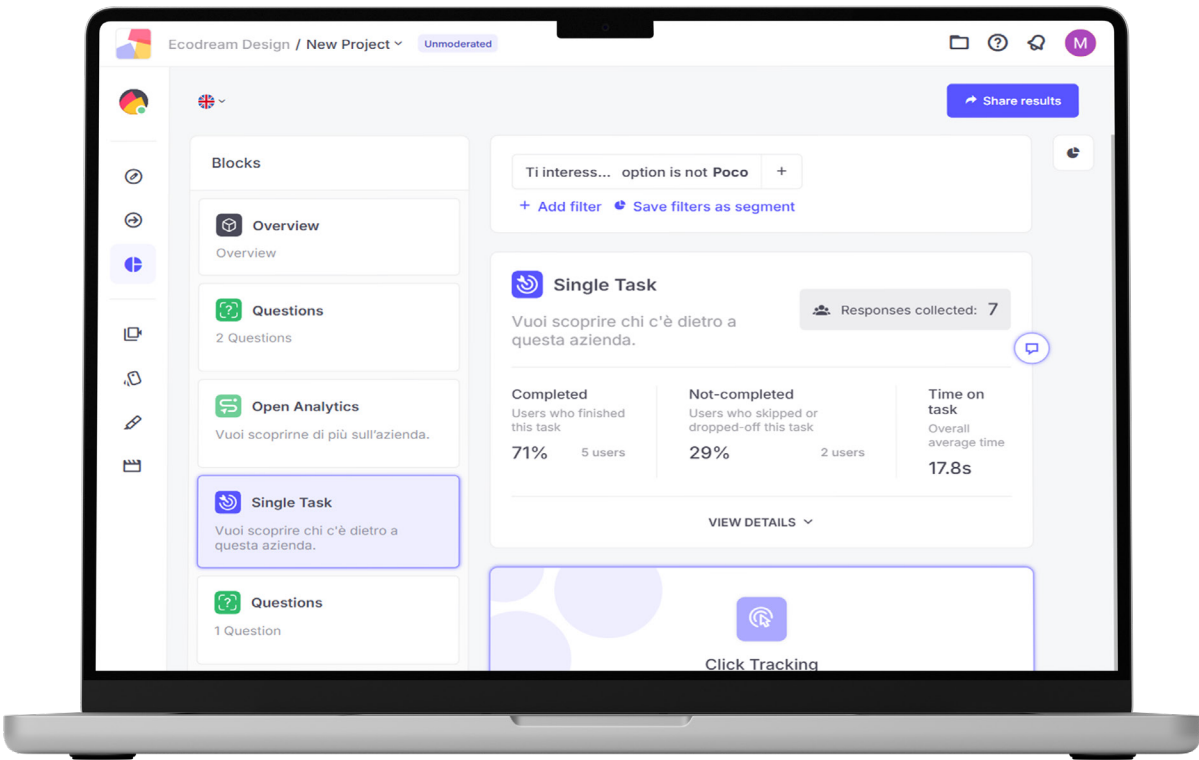 Ecodream Design / New Project
Unmoderated
M
Share results
Blocks
Overview
Overview
Questions
2 Questions
Open Analytics
Vuoi scoprirne di più sull'azienda.
Single Task
Vuoi scoprire chi c'è dietro a
questa azienda.
Questions
1 Question
Ti interess... option is not Poco +
+ Add filter Save filters as segment
Single Task
Vuoi scoprire chi c'è dietro a
questa azienda.
Responses collected: 7
Completed
Users who finished
this task
71% 5 users
Not-completed
Users who skipped or
dropped-off this task
29% 2 users
Time on
task
Overall
average time
17.8s
VIEW DETAILS
Click Tracking